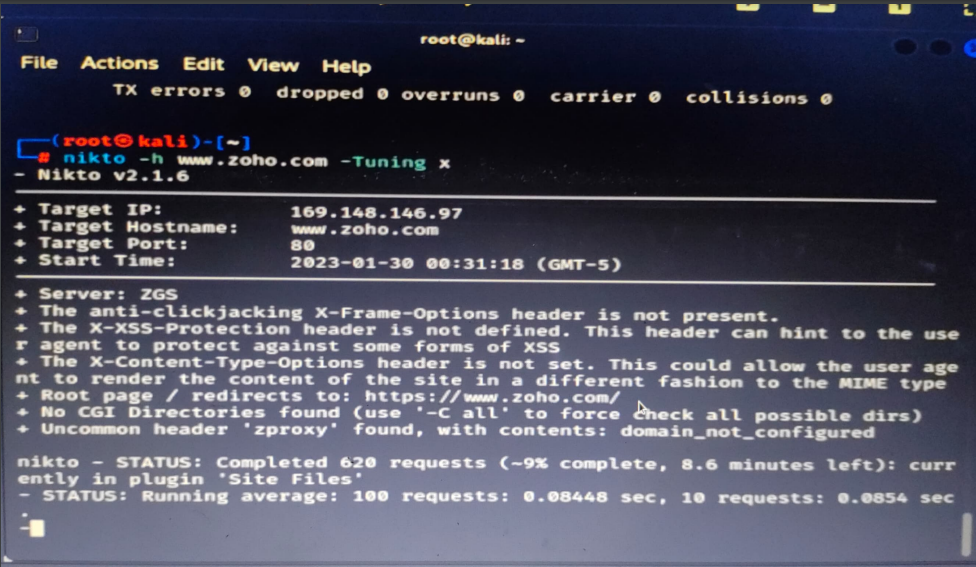 root@kali: ~
File Actions Edit View Help
TX errors 0 dropped 0 overruns 0 carrier 0 collisions 0
(root㉿kali)-[~]
# nikto -h www.zoho.com -Tuning x
- Nikto v2.1.6
+ Target IP: 169.148.146.97
+ Target Hostname: www.zoho.com
+ Target Port: 80
+ Start Time: 2023-01-30 00:31:18 (GMT-5)
+ Server: ZGS
+ The anti-clickjacking X-Frame-Options header is not present.
+ The X-XSS-Protection header is not defined. This header can hint to the use
r agent to protect against some forms of XSS
+ The X-Content-Type-Options header is not set. This could allow the user age
nt to render the content of the site in a different fashion to the MIME type
+ Root page / redirects to: https://www.zoho.com/
+ No CGI Directories found (use '-C all' to force check all possible dirs)
+ Uncommon header 'zproxy' found, with contents: domain_not_configured
nikto - STATUS: Completed 620 requests (~9% complete, 8.6 minutes left): curr
ently in plugin 'Site Files'
- STATUS: Running average: 100 requests: 0.08448 sec, 10 requests: 0.0854 sec
.